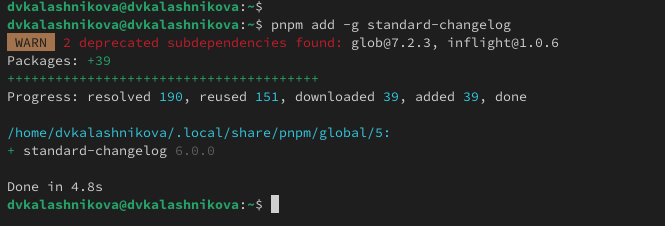 dvkalashnikova@dvkalashnikova:~$
dvkalashnikova@dvkalashnikova:~$ pnpm add -g standard-changelog
WARN 2 deprecated subdependencies found: glob@7.2.3, inflight@1.0.6
Packages: +39
+++++++++++++++++++++++++++++++++++++++
Progress: resolved 190, reused 151, downloaded 39, added 39, done
/home/dvkalashnikova/.local/share/pnpm/global/5:
+ standard-changelog 6.0.0
Done in 4.8s
dvkalashnikova@dvkalashnikova:~$